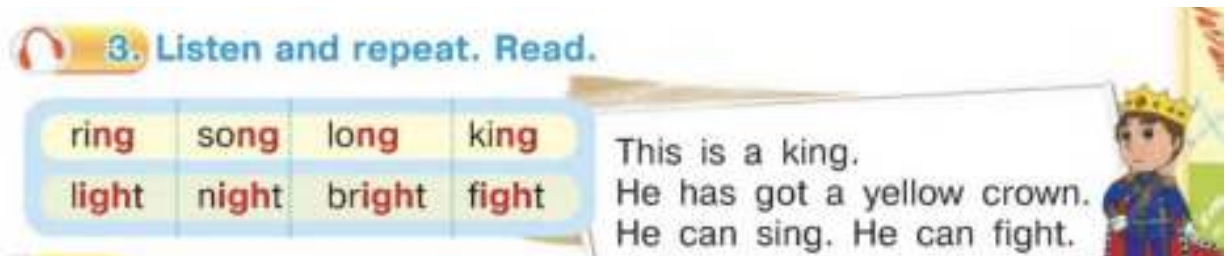 3. Listen and repeat. Read.
ring song long king
light night bright fight
This is a king.
He has got a yellow crown.
He can sing. He can fight.